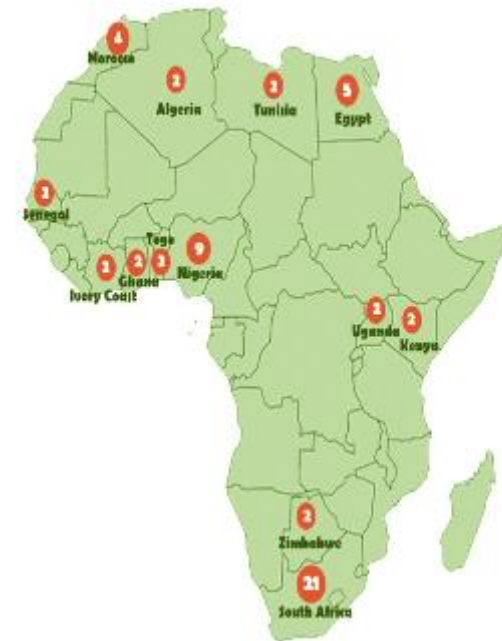 4
Morocco
2
Algeria
2
Tunisia
5
Egypt
2
Senegal
2
Ivory Coast
2
Ghana
Togo
2
9
Nigeria
2
Uganda
2
Kenya
2
Zimbabwe
21
South Africa